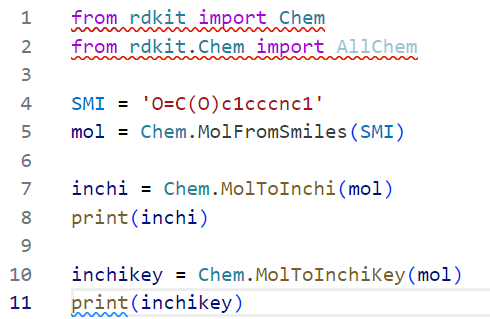 1 from rdkit import Chem
2 from rdkit.Chem import AllChem
3
4 SMI = 'O=C(O)c1cccnc1'
5 mol = Chem.MolFromSmiles(SMI)
6
7 inchi = Chem.MolToInchi(mol)
8 print(inchi)
9
10 inchikey = Chem.MolToInchiKey(mol)
11 print(inchikey)